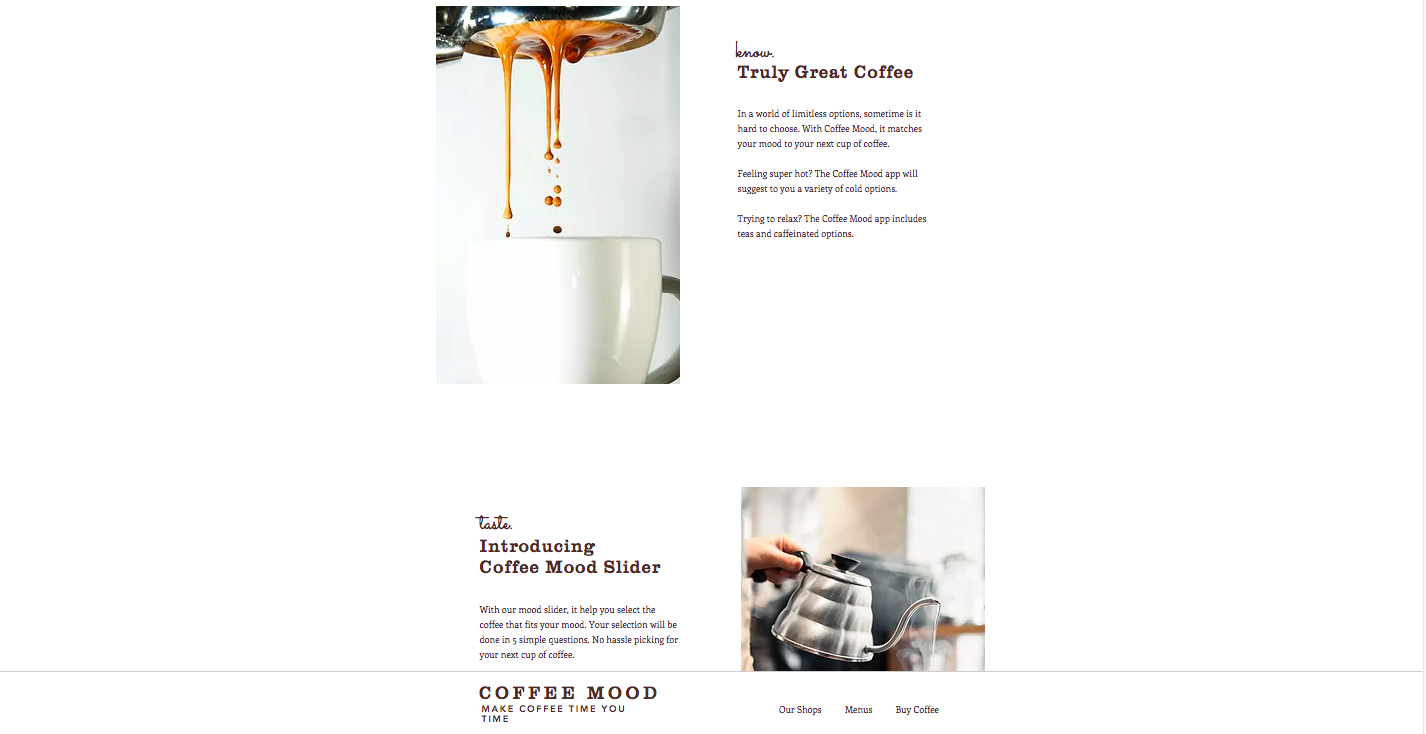 know.
Truly Great Coffee
In a world of limitless options, sometime is it
hard to choose. With Coffee Mood, it matches
your mood to your next cup of coffee.
Feeling super hot? The Coffee Mood app will
suggest to you a variety of cold options.
Trying to relax? The Coffee Mood app includes
teas and caffeinated options.
taste.
Introducing
Coffee Mood Slider
With our mood slider, it help you select the
coffee that fits your mood. Your selection will be
done in 5 simple questions. No hassle picking for
your next cup of coffee.
COFFEE MOOD
MAKE COFFEE TIME YOU
TIME
Our Shops Menus Buy Coffee